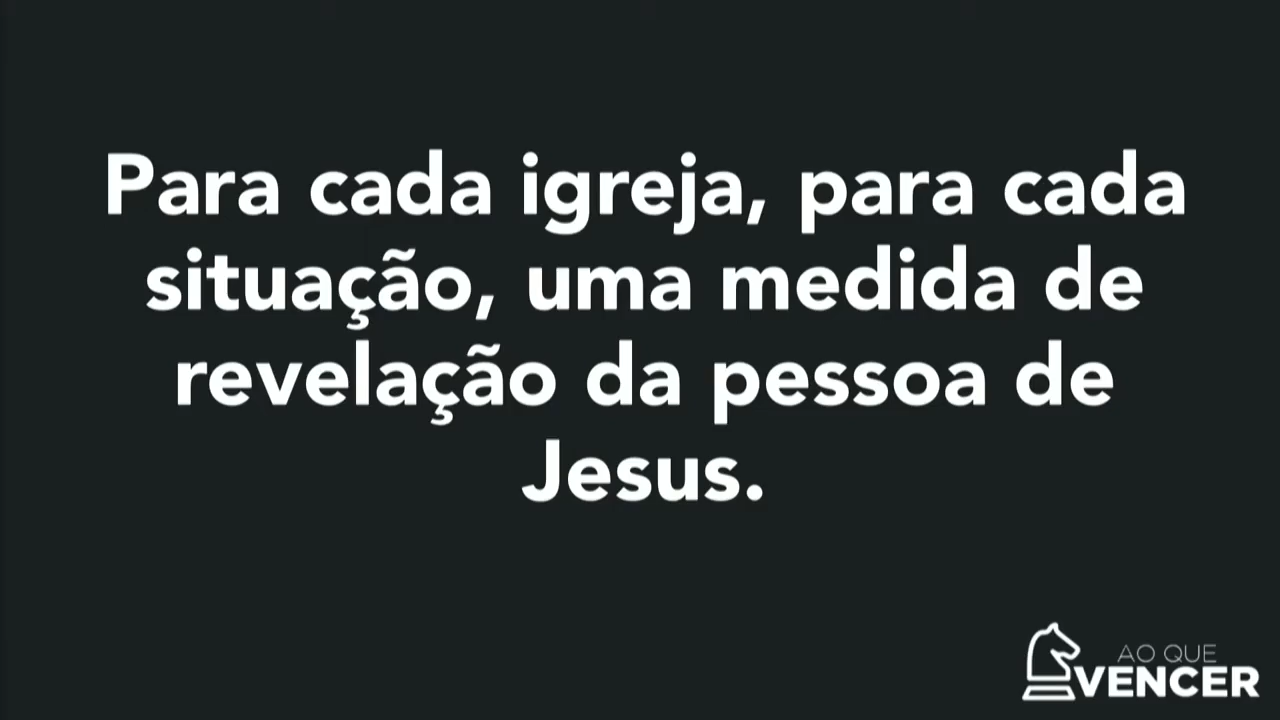 Para cada igreja, para cada
situação, uma medida de
revelação da pessoa de
Jesus.
AO QUE
VENCER